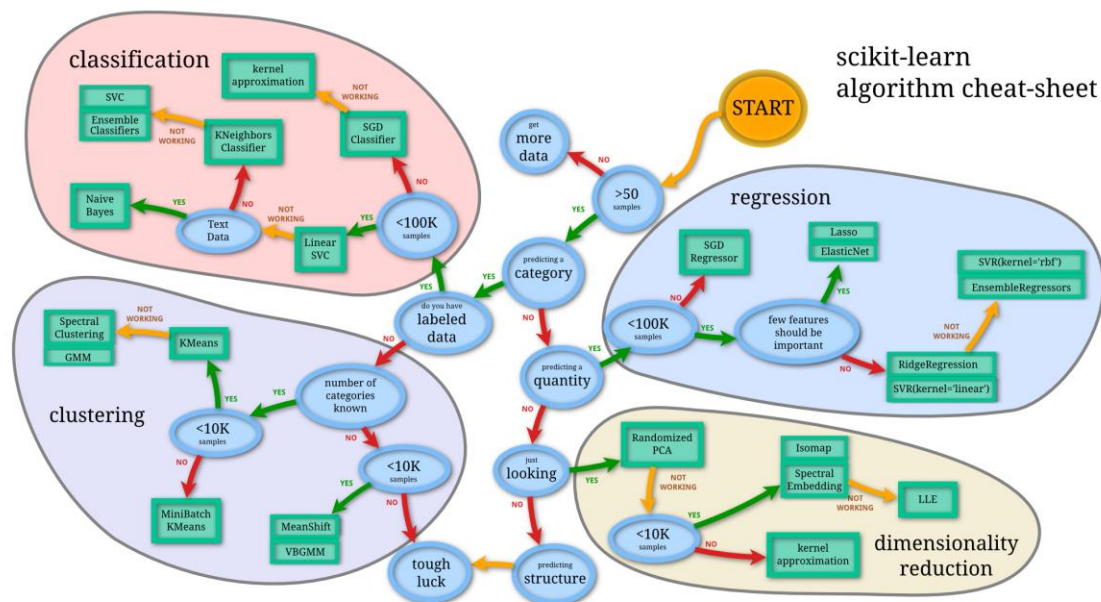 scikit-learn
algorithm cheat-sheet
START
classification
kernel
approximation
NOT
WORKING
SVC
Ensemble
Classifiers
NOT
WORKING
KNeighbors
Classifier
SGD
Classifier
NO
Naive
Bayes
YES
Text
Data
NO
NOT
WORKING
Linear
SVC
YES
<100K
samples
YES
get
more
data
NO
>50
samples
YES
predicting a
category
YES
NO
do you have
labeled
data
NO
predicting a
quantity
YES
NO
regression
SGD
Regressor
NO
<100K
samples
YES
Lasso
ElasticNet
YES
few features
should be
important
NO
SVR(kernel='rbf')
EnsembleRegressors
NOT
WORKING
RidgeRegression
SVR(kernel='linear')
clustering
Spectral
Clustering
GMM
NOT
WORKING
KMeans
YES
<10K
samples
NO
MiniBatch
KMeans
YES
number of
categories
known
NO
<10K
samples
YES
NO
MeanShift
VBGMM
tough
luck
just
looking
YES
NO
predicting
structure
Randomized
PCA
NOT
WORKING
<10K
samples
YES
NO
Isomap
Spectral
Embedding
NOT
WORKING
LLE
kernel
approximation
dimensionality
reduction